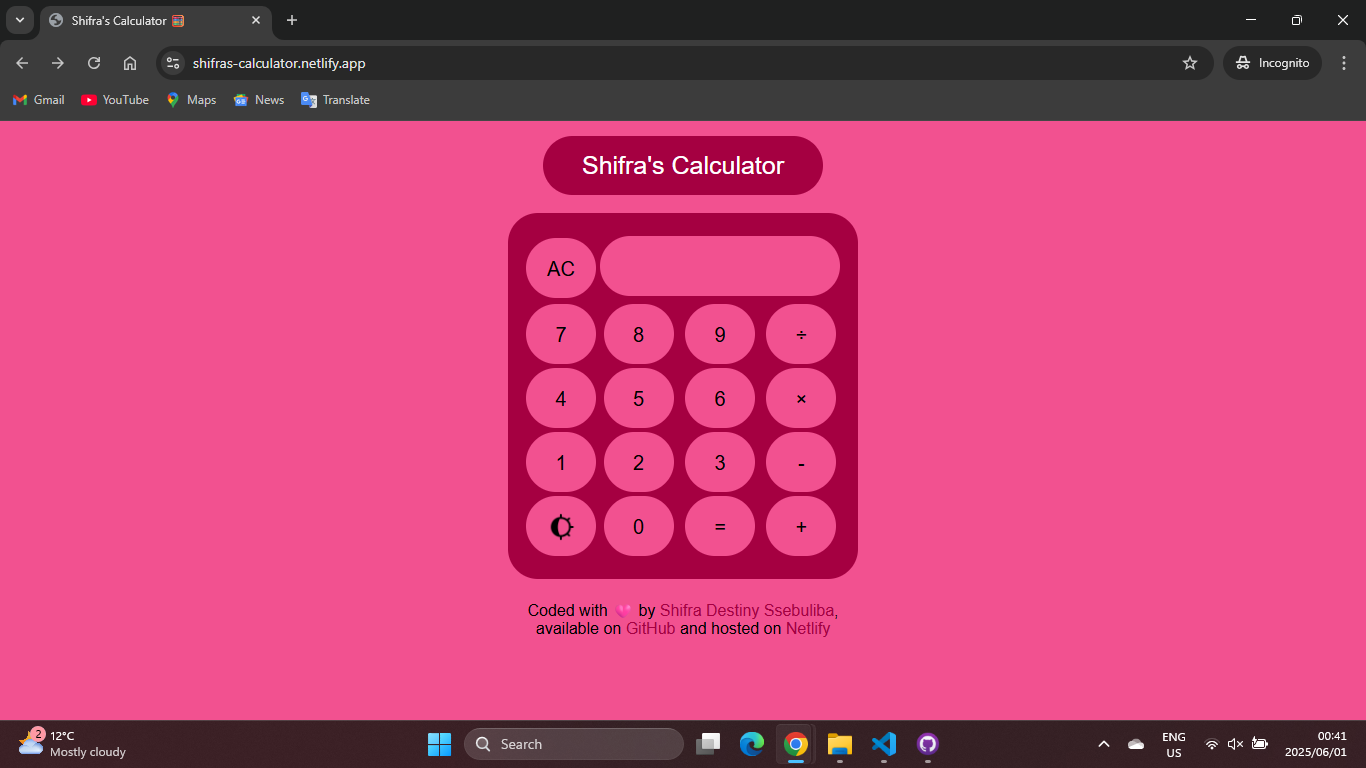 Shifra's Calculator 🧮
shifras-calculator.netlify.app
Incognito
Gmail
YouTube
Maps
News
Translate
Shifra's Calculator
AC
7 8 9 ÷
4 5 6 ×
1 2 3 -
0 = +
Coded with 💗 by Shifra Destiny Ssebuliba,
available on GitHub and hosted on Netlify
2
12°C
Mostly cloudy
Search
ENG
US
00:41
2025/06/01